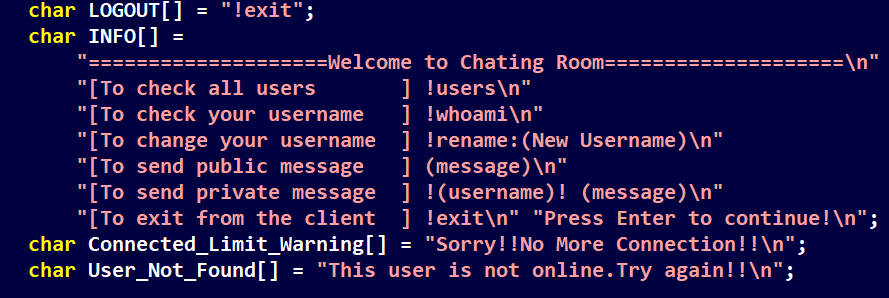 char LOGOUT[] = "!exit";
char INFO[] =
"====================Welcome to Chating Room====================\n"
"[To check all users       ] !users\n"
"[To check your username   ] !whoami\n"
"[To change your username  ] !rename:(New Username)\n"
"[To send public message   ] (message)\n"
"[To send private message  ] !(username)! (message)\n"
"[To exit from the client  ] !exit\n" "Press Enter to continue!\n";
char Connected_Limit_Warning[] = "Sorry!!No More Connection!!\n";
char User_Not_Found[] = "This user is not online.Try again!!\n";